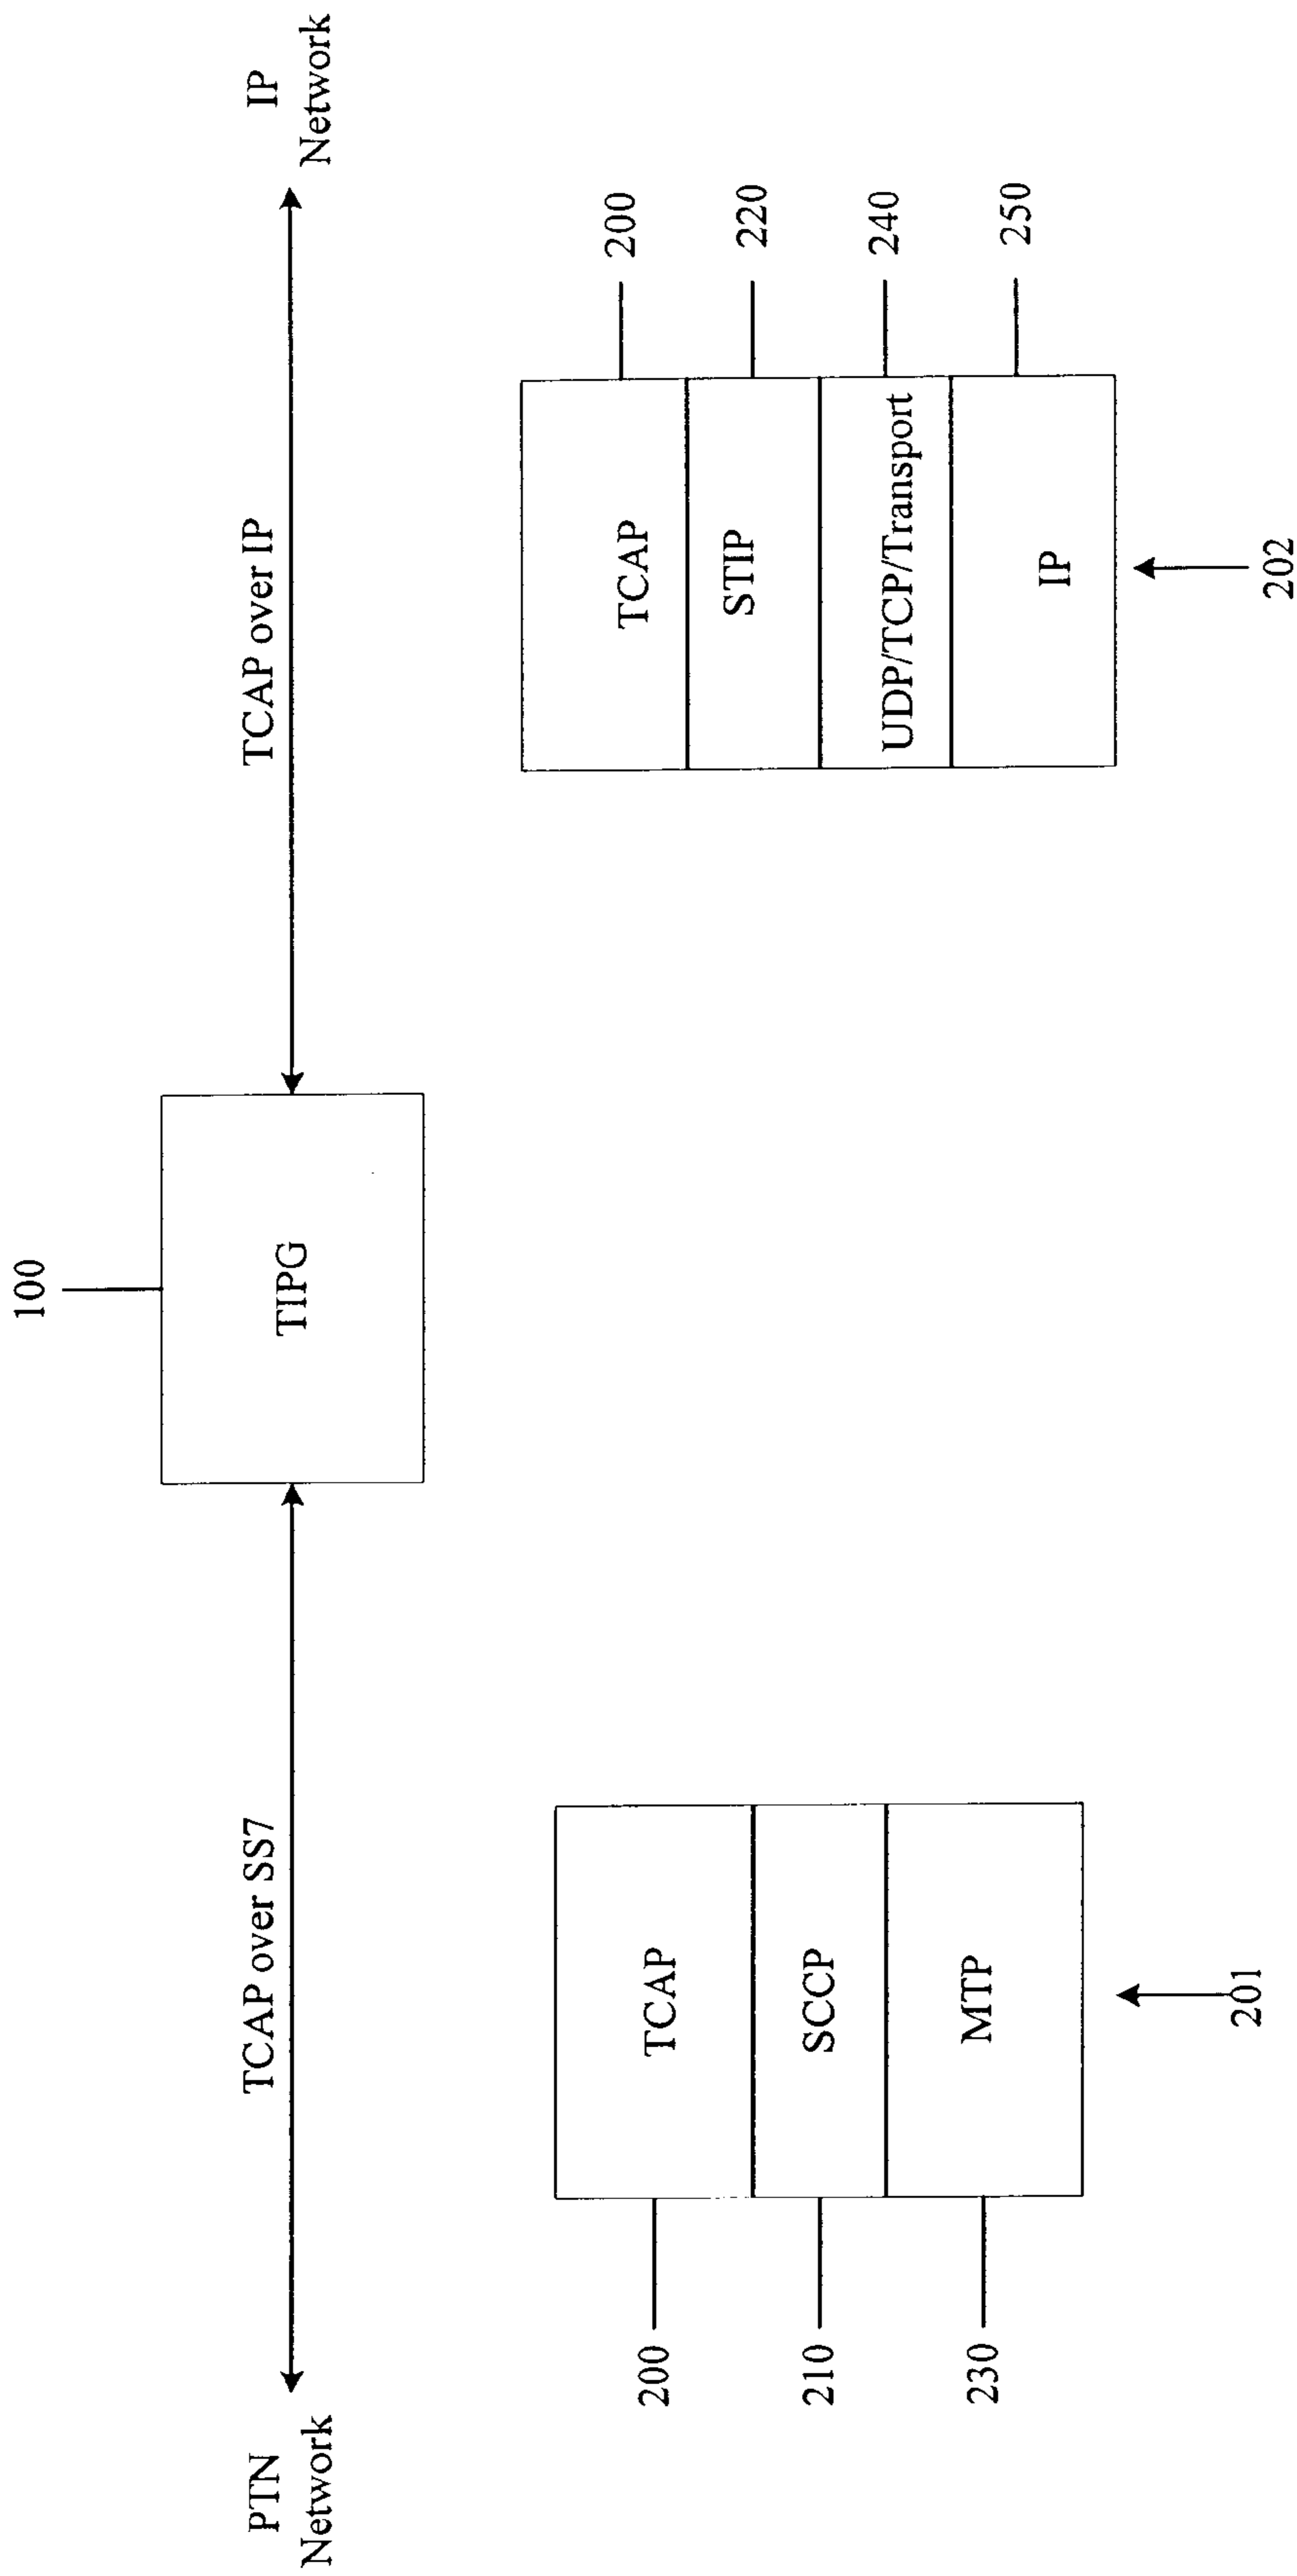 100
PTN
Network
TCAP over SS7
TIPG
TCAP over IP
IP
Network
200
TCAP
210
SCCP
230
MTP
201
TCAP
200
STIP
220
UDP/TCP/Transport
240
IP
250
202